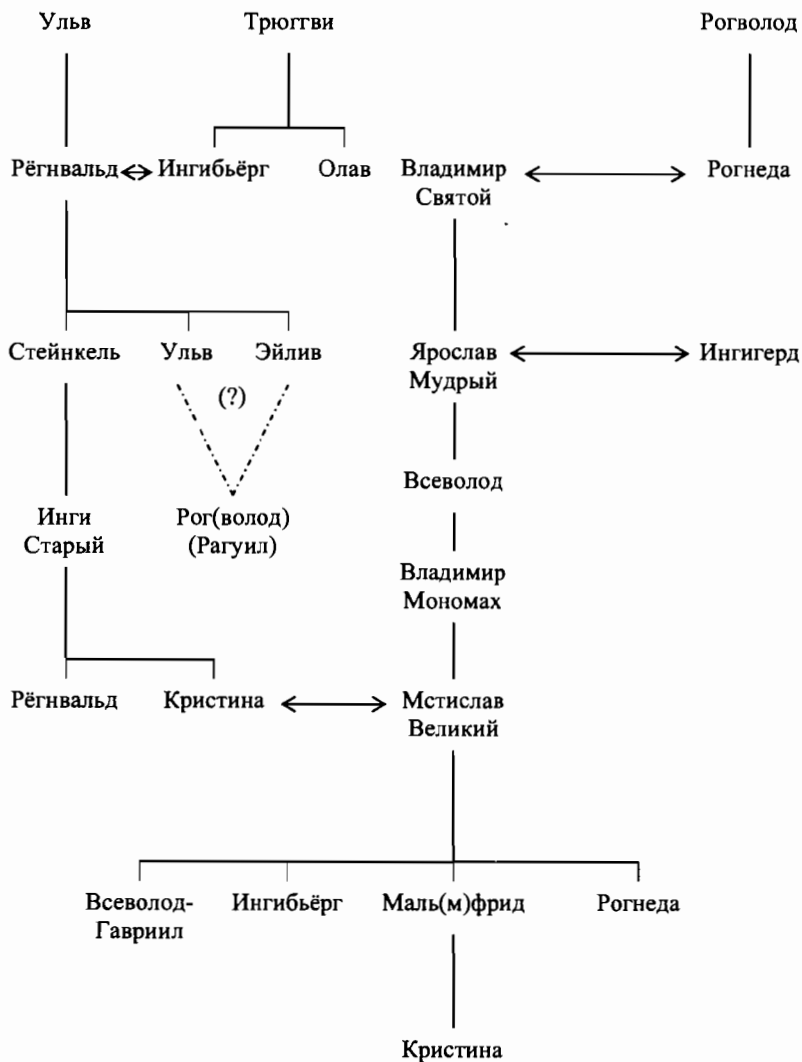 Ульв Трюггви Рогволод
Рёгнвальд Ингибьёрг Олав Владимир Рогнеда
Святой
Стейнкель Ульв Эйлив Ярослав Ингигерд
Мудрый
(?)
Всеволод
Инги Рог(волод)
Старый (Рагуил)
Владимир
Мономах
Рёгнвальд Кристина Мстислав
Великий
Всеволод- Ингибьёрг Маль(м)фрид Рогнеда
Гавриил
Кристина